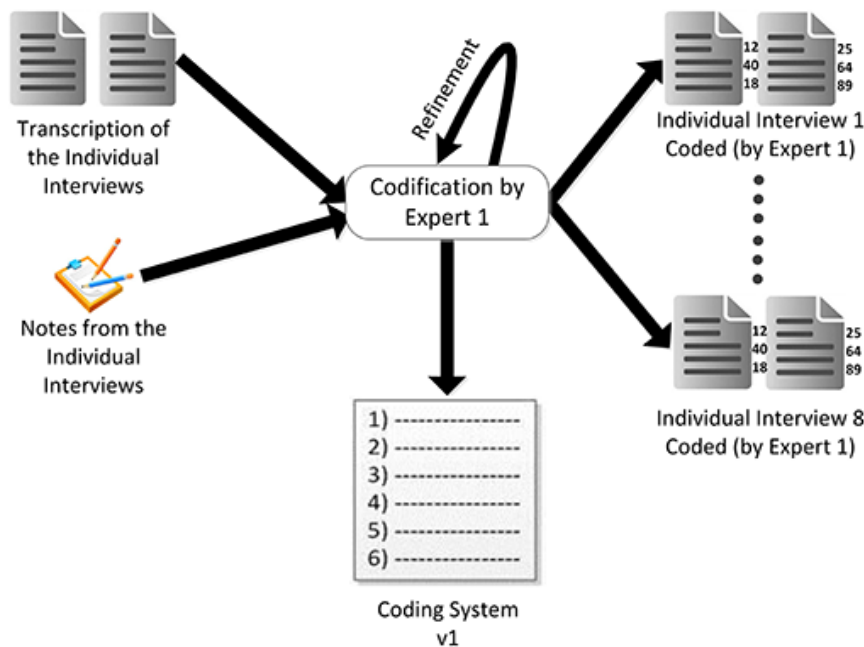 Transcription of
the Individual
Interviews
Notes from the
Individual
Interviews
Refinement
Codification by
Expert 1
12
40
18
25
64
89
Individual Interview 1
Coded (by Expert 1)
12
40
18
25
64
89
Individual Interview 8
Coded (by Expert 1)
1) ------------------
2) ------------------
3) ------------------
4) ------------------
5) ------------------
6) ------------------
Coding System
v1